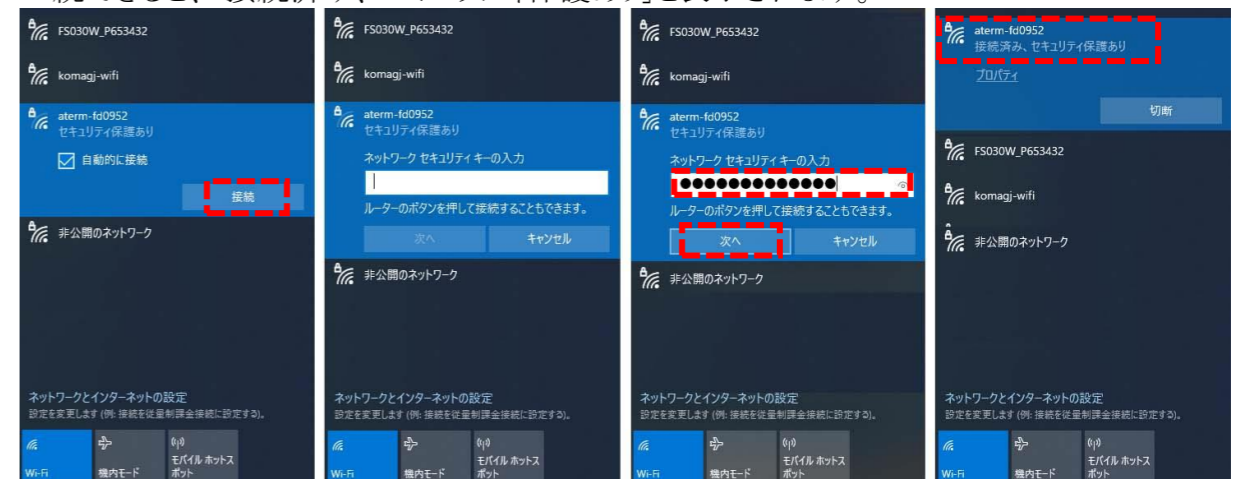 FS030W_P653432
komagj-wifi
aterm-fd0952
セキュリティ保護あり
自動的に接続
接続
非公開のネットワーク
ネットワークとインターネットの設定
設定を変更します (例: 接続を従量制課金接続に設定する)。
Wi-Fi
機内モード
モバイル ホットス
ポット
FS030W_P653432
komagj-wifi
aterm-fd0952
セキュリティ保護あり
ネットワーク セキュリティ キーの入力
ルーターのボタンを押して接続することもできます。
次へ
キャンセル
非公開のネットワーク
ネットワークとインターネットの設定
設定を変更します (例: 接続を従量制課金接続に設定する)。
Wi-Fi
機内モード
モバイル ホットス
ポット
FS030W_P653432
komagj-wifi
aterm-fd0952
セキュリティ保護あり
ネットワーク セキュリティ キーの入力
●●●●●●●●●●●●●
ルーターのボタンを押して接続することもできます。
次へ
キャンセル
非公開のネットワーク
ネットワークとインターネットの設定
設定を変更します (例: 接続を従量制課金接続に設定する)。
Wi-Fi
機内モード
モバイル ホットス
ポット
aterm-fd0952
接続済み、セキュリティ保護あり
プロパティ
切断
FS030W_P653432
komagj-wifi
非公開のネットワーク
ネットワークとインターネットの設定
設定を変更します (例: 接続を従量制課金接続に設定する)。
Wi-Fi
機内モード
モバイル ホットス
ポット